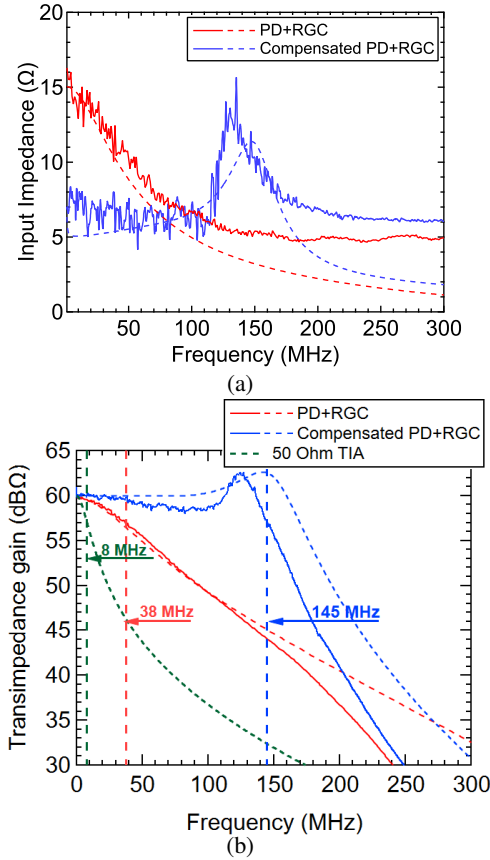 PD+RGC
Compensated PD+RGC
Input Impedance (Ω)
20
15
10
5
0
50 100 150 200 250 300
Frequency (MHz)
(a)
PD+RGC
Compensated PD+RGC
50 Ohm TIA
Transimpedance gain (dBΩ)
65
60
55
50
45
40
35
30
8 MHz
38 MHz
145 MHz
0 50 100 150 200 250 300
Frequency (MHz)
(b)